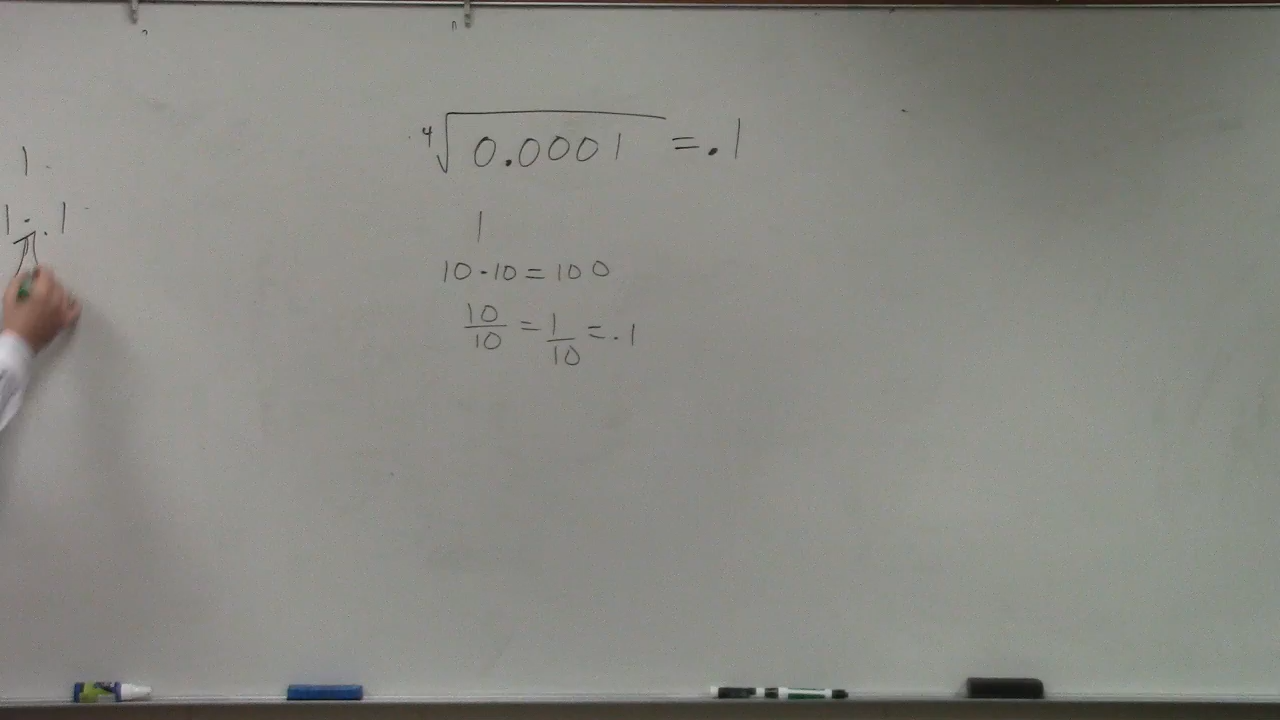 ⁴√0.0001 = .1
1
10 · 10 = 100
10/10 = 1/10 = .1
1
1 · .1